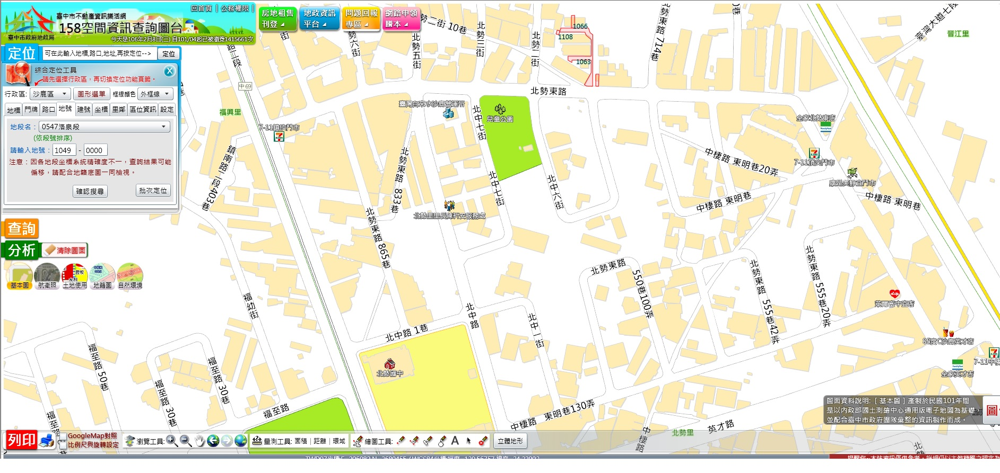 臺中市不動產資訊樂活網
158空間資訊查詢圖台
臺中市政府地政局
回首頁 | 公務權限 |
今天是106年2月8日(三) 自101/04起已被瀏覽1415661次
房地租售
刊登
地政資訊
平台
問題回報
專區
網路申領
謄本
定位
可在此輸入地標,路口,地址,再按定位-->
定位
綜合定位工具
請先選擇行政區，再切換定位功能頁籤。
行政區:
沙鹿區
圖形選單
框線顏色
外框線
地標
門牌
路口
地號
建號
坐標
里鄰
區位資訊
設定
地段名：
0547洛泉段
(依段號排序)
請輸入地號：
1049 - 0000
注意：因各地段坐標系統精確度不一，查詢結果可能
偏移，請配合地籍底圖一同檢視。
確認搜尋
批次定位
查詢
分析
清除圖面
基本圖
航衛照
土地使用
地籍圖
自然環境
北勢三街
北勢五街
北勢二街
北勢東路 714巷
臺灣大道七段
晉江里
1066
1108
1063
中69
福興里
北勢東路
臺灣自來水沙鹿營運所
兒童公園
北中七街
7-11鎮欣門市
全家北勢東店
7-11頂尖門市
康是美靜宜門市
鎮南路二段403巷
北勢東路 833巷
北中七街
北中六街
中棲路 東明巷20弄
中棲路 東明巷
中棲路 東明巷
北勢里里長陳祈安服務處
北勢東路 865巷
北勢東路
550巷100弄
北勢東路 555巷42弄
北勢東路 555巷20弄
萊爾富中宜店
福幼街
北中路
北中路 1巷
北中一街
85度C沙鹿英才店
全家英才店
北勢國中
福至路 50巷
福至路 30巷
福至路 30巷
福至路
中棲路 東明巷130弄
中棲路
英才路
北勢里
圖面資料說明: [ 基本圖 ] 產製於民國101年間
是以內政部國土測繪中心通用版電子地圖為基礎
並配合臺中市政府團隊彙整的資訊製作而成。
圖
列印
GoogleMap對照
比例尺與旋轉設定
瀏覽工具:
量測工具: 面積 | 距離 | 環域
繪圖工具:
A
立體地形